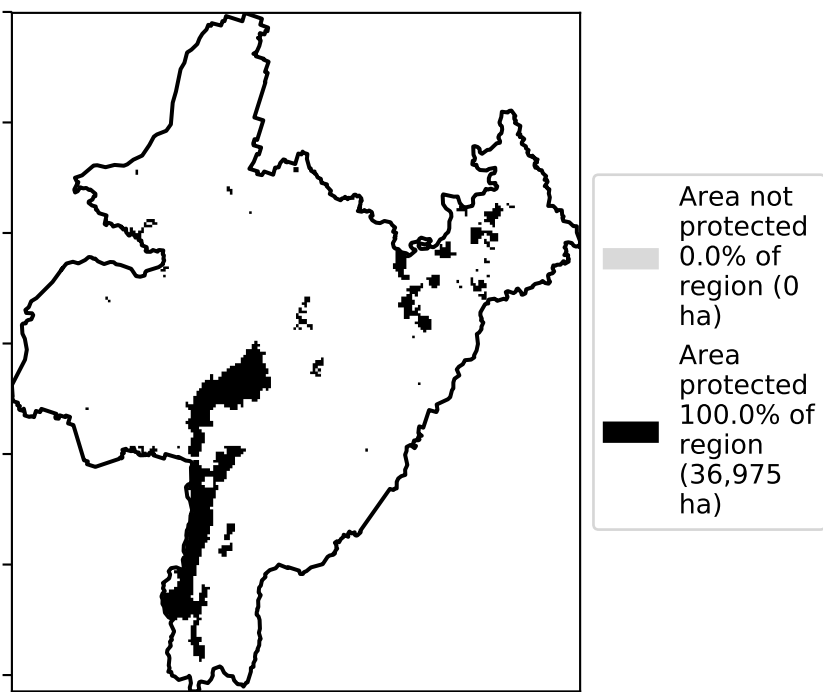 Area not
protected
0.0% of
region (0
ha)
Area
protected
100.0% of
region
(36,975
ha)